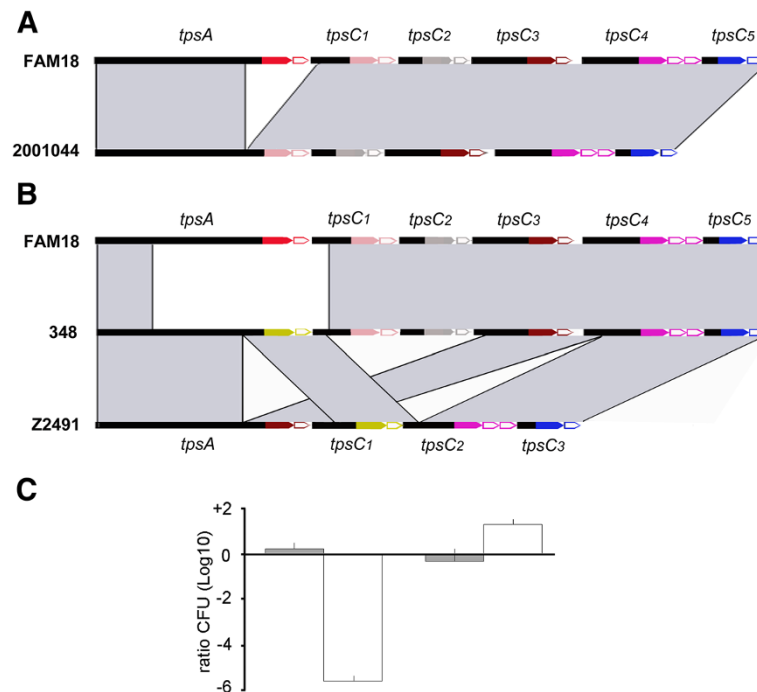 A
tpsA tpsC1 tpsC2 tpsC3 tpsC4 tpsC5
FAM18
2001044
B
tpsA tpsC1 tpsC2 tpsC3 tpsC4 tpsC5
FAM18
348
Z2491
tpsA tpsC1 tpsC2 tpsC3
C
ratio CFU (Log10)
+2
0
-2
-4
-6